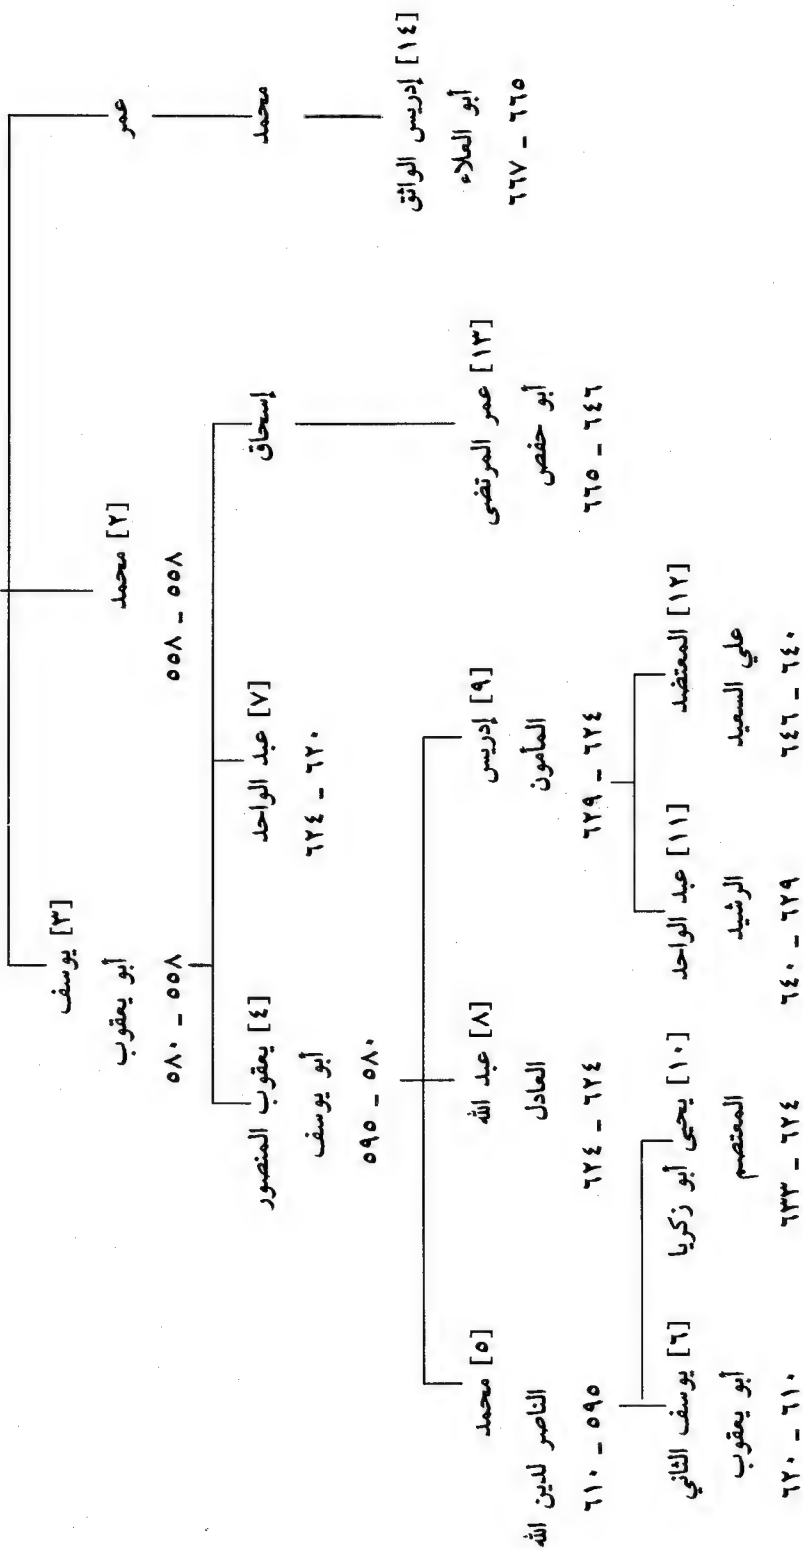 [٣] يوسف
أبو يعقوب
٥٥٨ - ٥٨٠
[٢] محمد
٥٥٨ - ٥٥٨
عمر
[٤] يعقوب المنصور
أبو يوسف
٥٨٠ - ٥٩٥
[٧] عبد الواحد
٦٢٠ - ٦٢٤
إسحاق
محمد
[٥] محمد
الناصر لدين الله
٥٩٥ - ٦١٠
[٨] عبد الله
العادل
٦٢٤ - ٦٢٤
[٩] إدريس
المأمون
٦٢٤ - ٦٢٩
[١٣] عمر المرتضى
أبو حفص
٦٤٦ - ٦٦٥
[١٤] إدريس الواثق
أبو العلاء
٦٦٥ - ٦٦٧
[٦] يوسف الثاني
أبو يعقوب
٦١٠ - ٦٢٠
[١٠] يحيى أبو زكريا
المعتصم
٦٢٤ - ٦٣٣
[١١] عبد الواحد
الرشيد
٦٢٩ - ٦٤٠
[١٢] المعتضد
علي السعيد
٦٤٠ - ٦٤٦